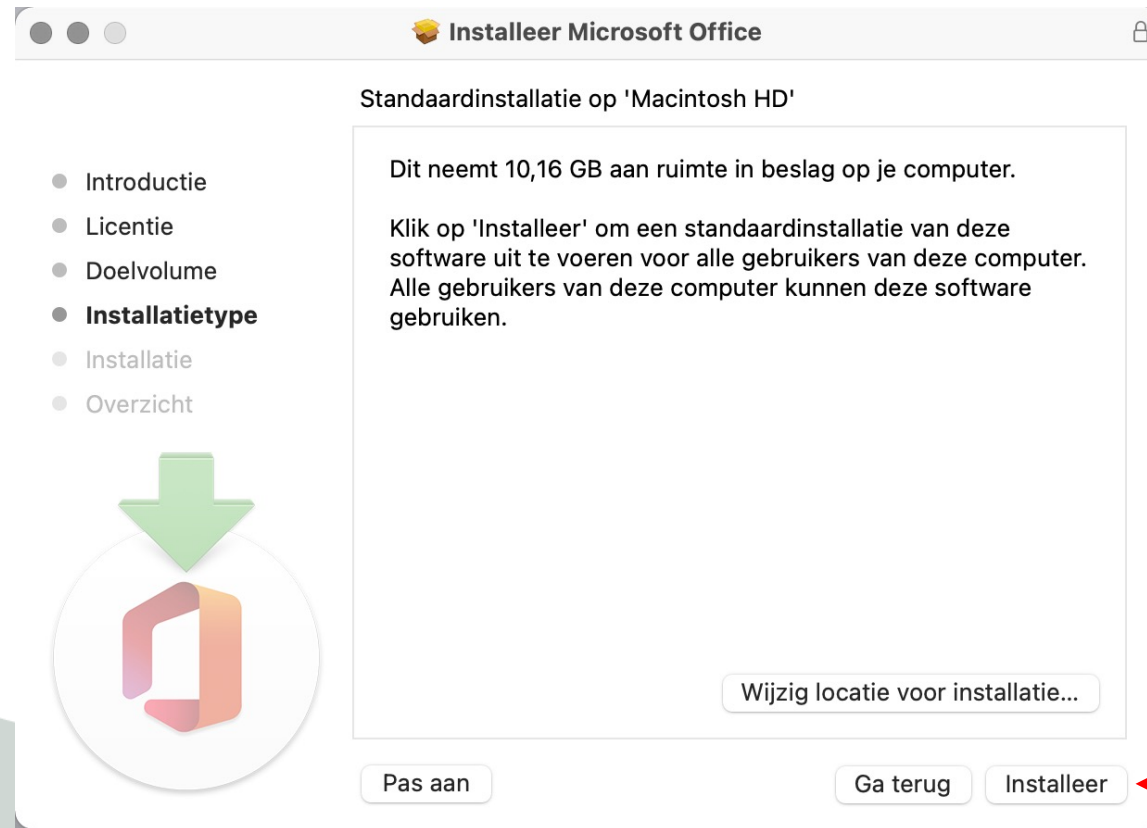 Installeer Microsoft Office
Standaardinstallatie op 'Macintosh HD'
Introductie
Licentie
Doelvolume
Installatietype
Installatie
Overzicht
Dit neemt 10,16 GB aan ruimte in beslag op je computer.
Klik op 'Installeer' om een standaardinstallatie van deze
software uit te voeren voor alle gebruikers van deze computer.
Alle gebruikers van deze computer kunnen deze software
gebruiken.
Wijzig locatie voor installatie...
Pas aan
Ga terug
Installeer